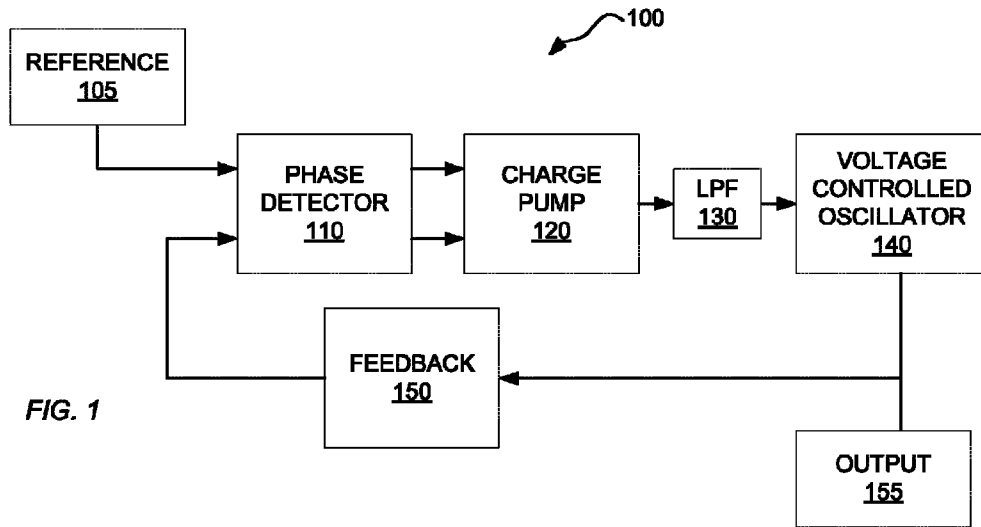 100
REFERENCE
105
PHASE
DETECTOR
110
CHARGE
PUMP
120
LPF
130
VOLTAGE
CONTROLLED
OSCILLATOR
140
FEEDBACK
150
FIG. 1
OUTPUT
155